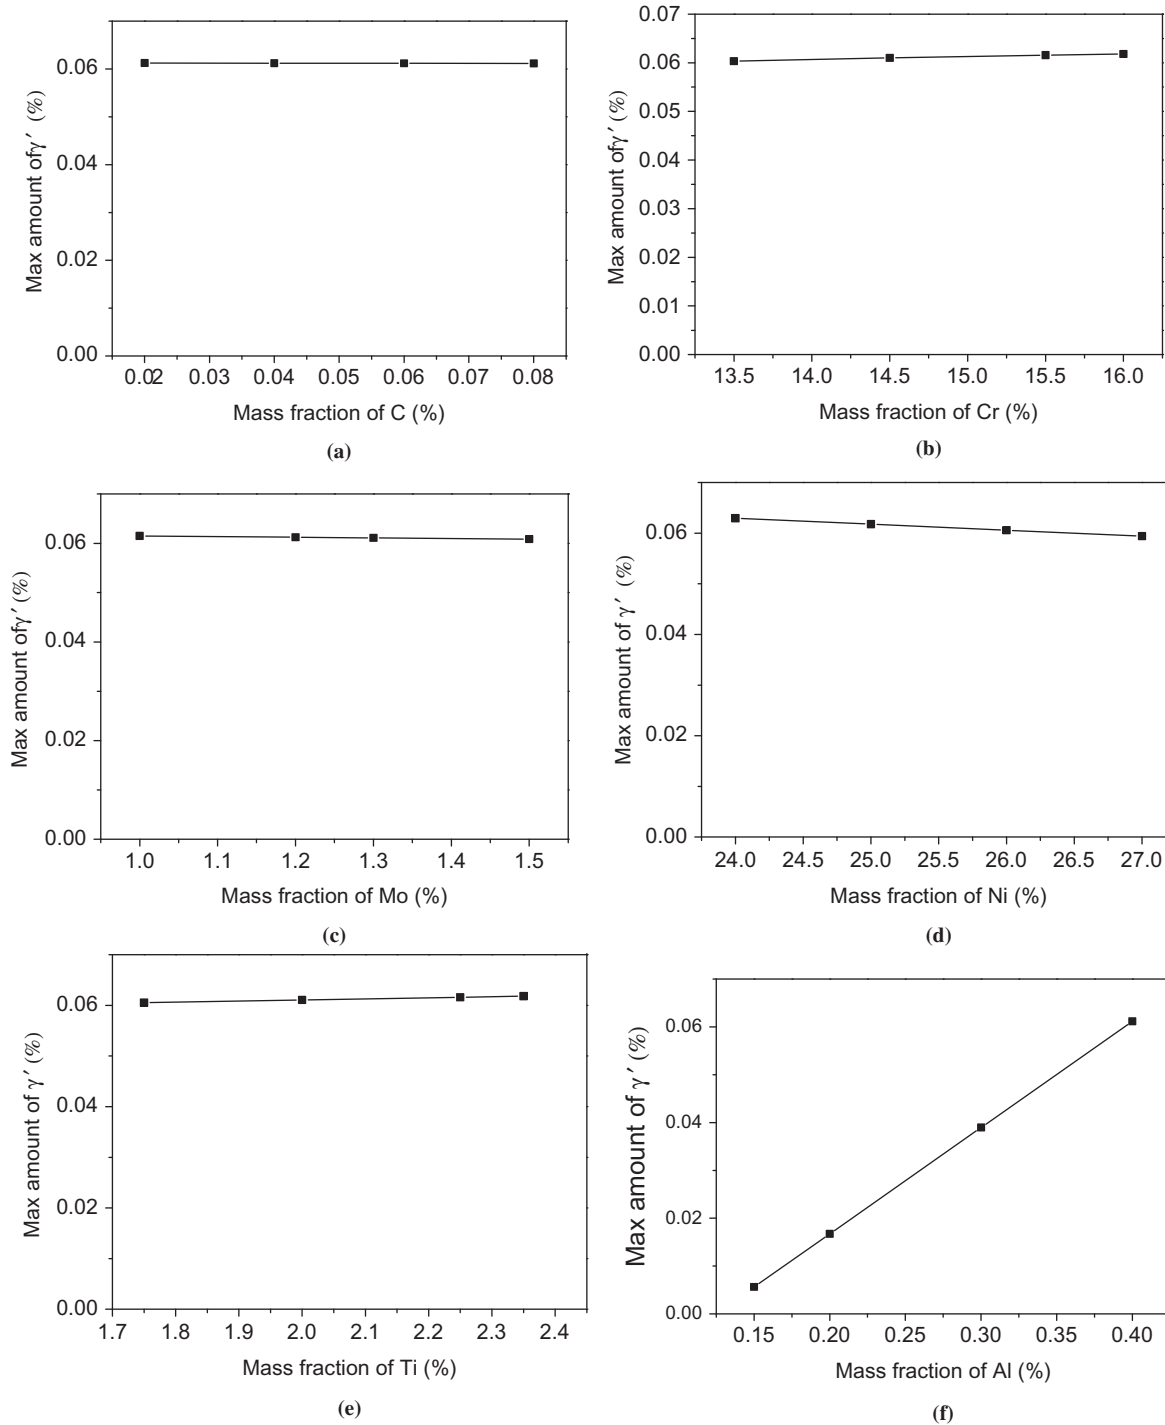 Max amount of γ′ (%)
0.06
0.04
0.02
0.00
0.02 0.03 0.04 0.05 0.06 0.07 0.08
Mass fraction of C (%)
(a)
Max amount of γ′ (%)
0.07
0.06
0.05
0.04
0.03
0.02
0.01
0.00
13.5 14.0 14.5 15.0 15.5 16.0
Mass fraction of Cr (%)
(b)
Max amount of γ′ (%)
0.06
0.04
0.02
0.00
1.0 1.1 1.2 1.3 1.4 1.5
Mass fraction of Mo (%)
(c)
Max amount of γ′ (%)
0.06
0.04
0.02
0.00
24.0 24.5 25.0 25.5 26.0 26.5 27.0
Mass fraction of Ni (%)
(d)
Max amount of γ′ (%)
0.06
0.04
0.02
0.00
1.7 1.8 1.9 2.0 2.1 2.2 2.3 2.4
Mass fraction of Ti (%)
(e)
Max amount of γ′ (%)
0.06
0.04
0.02
0.00
0.15 0.20 0.25 0.30 0.35 0.40
Mass fraction of Al (%)
(f)